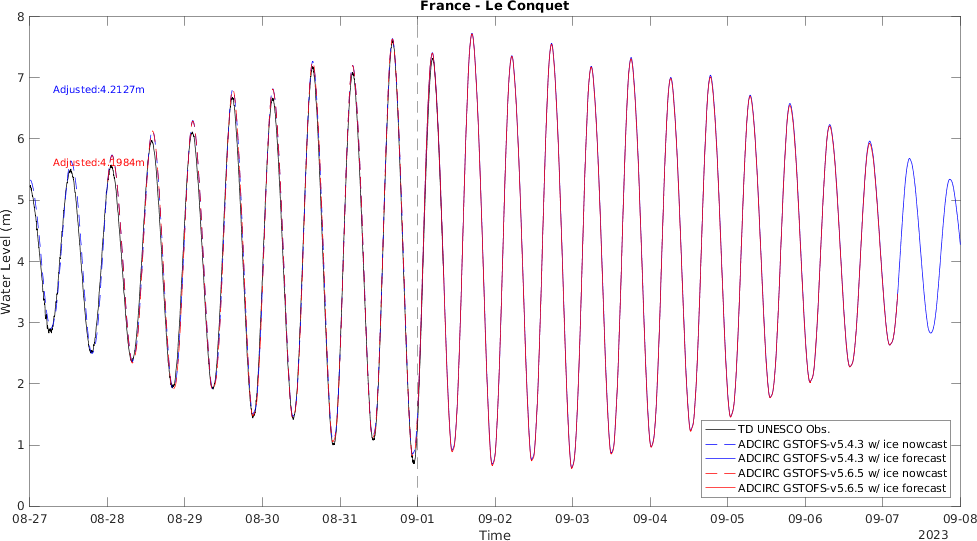 France - Le Conquet
8
7
6
5
4
3
2
1
0
Water Level (m)
Adjusted:4.2127m
Adjusted:4.1984m
TD UNESCO Obs.
ADCIRC GSTOFS-v5.4.3 w/ ice nowcast
ADCIRC GSTOFS-v5.4.3 w/ ice forecast
ADCIRC GSTOFS-v5.6.5 w/ ice nowcast
ADCIRC GSTOFS-v5.6.5 w/ ice forecast
08-27 08-28 08-29 08-30 08-31 09-01 09-02 09-03 09-04 09-05 09-06 09-07 09-08
Time
2023